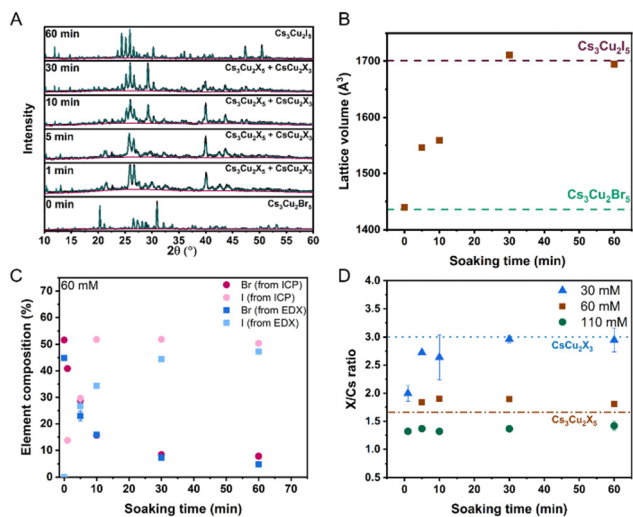 A
60 min
Cs₃Cu₂I₅
30 min
Cs₃Cu₂X₅ + CsCu₂X₃
10 min
Cs₃Cu₂X₅ + CsCu₂X₃
5 min
Cs₃Cu₂X₅ + CsCu₂X₃
1 min
Cs₃Cu₂X₅ + CsCu₂X₃
0 min
Cs₃Cu₂Br₅
Intensity
10 15 20 25 30 35 40 45 50 55 60
2θ (°)
B
Cs₃Cu₂I₅
Cs₃Cu₂Br₅
Lattice volume (Å³)
1700
1600
1500
1400
0 10 20 30 40 50 60
Soaking time (min)
C
60 mM
Br (from ICP)
I (from ICP)
Br (from EDX)
I (from EDX)
Element composition (%)
80
70
60
50
40
30
20
10
0
0 10 20 30 40 50 60 70
Soaking time (min)
D
30 mM
60 mM
110 mM
CsCu₂X₃
Cs₃Cu₂X₅
X/Cs ratio
4.0
3.5
3.0
2.5
2.0
1.5
1.0
0.5
0 10 20 30 40 50 60
Soaking time (min)